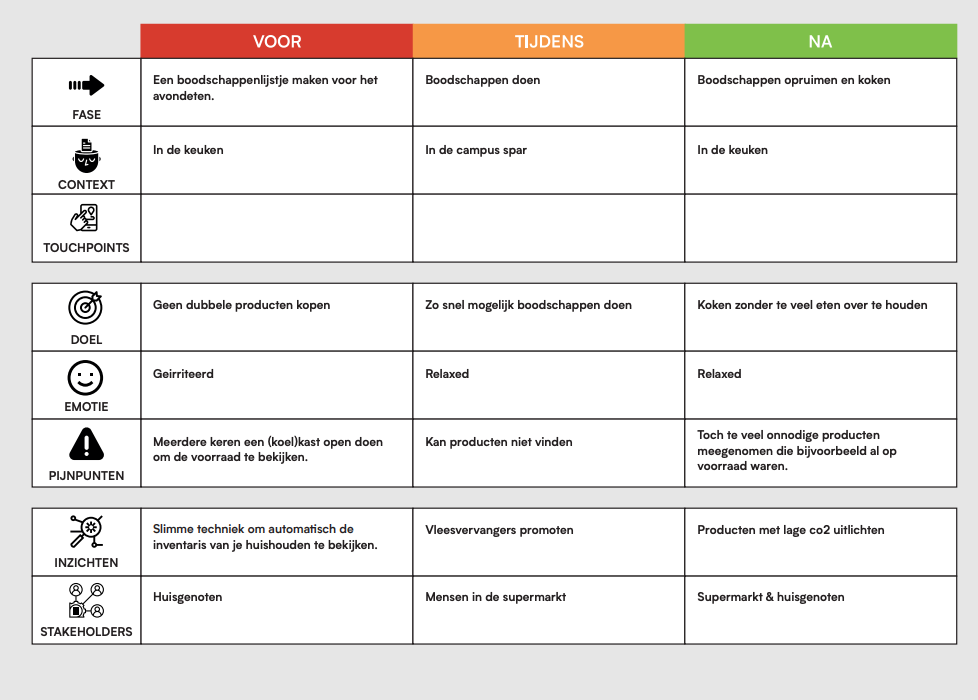 VOOR TIJDENS NA
FASE
Een boodschappenlijstje maken voor het
avondeten.
Boodschappen doen
Boodschappen opruimen en koken
CONTEXT
In de keuken
In de campus spar
In de keuken
TOUCHPOINTS
DOEL
Geen dubbele producten kopen
Zo snel mogelijk boodschappen doen
Koken zonder te veel eten over te houden
EMOTIE
Geirriteerd
Relaxed
Relaxed
PIJNPUNTEN
Meerdere keren een (koel)kast open doen
om de voorraad te bekijken.
Kan producten niet vinden
Toch te veel onnodige producten
meegenomen die bijvoorbeeld al op
voorraad waren.
INZICHTEN
Slimme techniek om automatisch de
inventaris van je huishouden te bekijken.
Vleesvervangers promoten
Producten met lage co2 uitlichten
STAKEHOLDERS
Huisgenoten
Mensen in de supermarkt
Supermarkt & huisgenoten